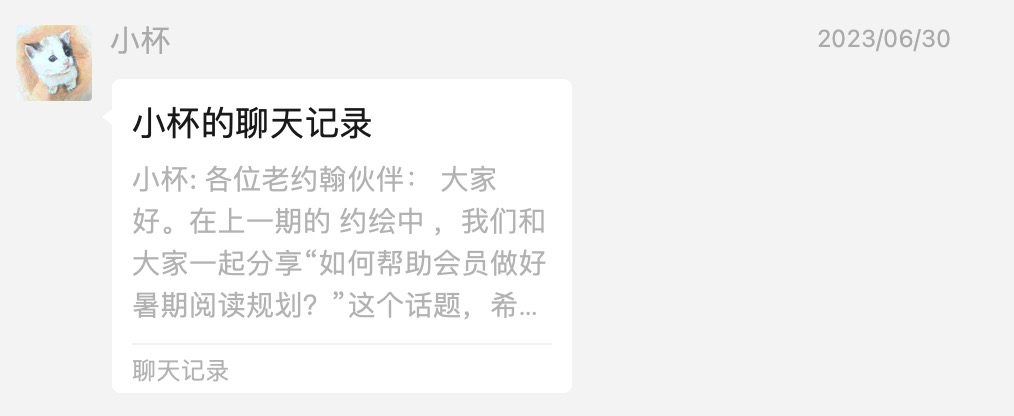 小杯
2023/06/30
小杯的聊天记录
小杯: 各位老约翰伙伴： 大家
好。在上一期的 约绘中 ，我们和
大家一起分享“如何帮助会员做好
暑期阅读规划？”这个话题，希...
聊天记录